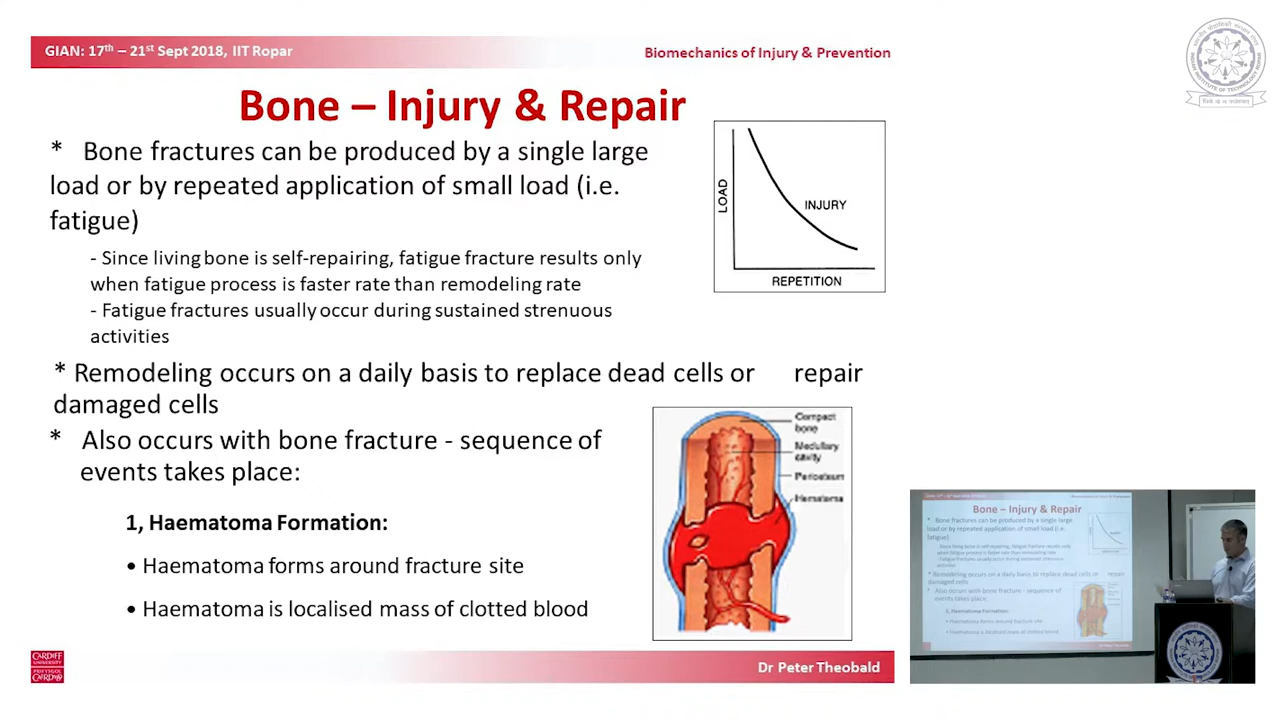 GIAN: 17th – 21st Sept 2018, IIT Ropar
Biomechanics of Injury & Prevention
Bone – Injury & Repair
* Bone fractures can be produced by a single large
load or by repeated application of small load (i.e.
fatigue)
- Since living bone is self-repairing, fatigue fracture results only
when fatigue process is faster rate than remodeling rate
- Fatigue fractures usually occur during sustained strenuous
activities
LOAD
INJURY
REPETITION
* Remodeling occurs on a daily basis to replace dead cells or repair
damaged cells
* Also occurs with bone fracture - sequence of
events takes place:
1, Haematoma Formation:
• Haematoma forms around fracture site
• Haematoma is localised mass of clotted blood
Compact
bone
Medullary
cavity
Periosteum
Hematoma
CARDIFF
UNIVERSITY
PRIFYSGOL
CAERDYDD
Dr Peter Theobald
Bone - Injury & Repair